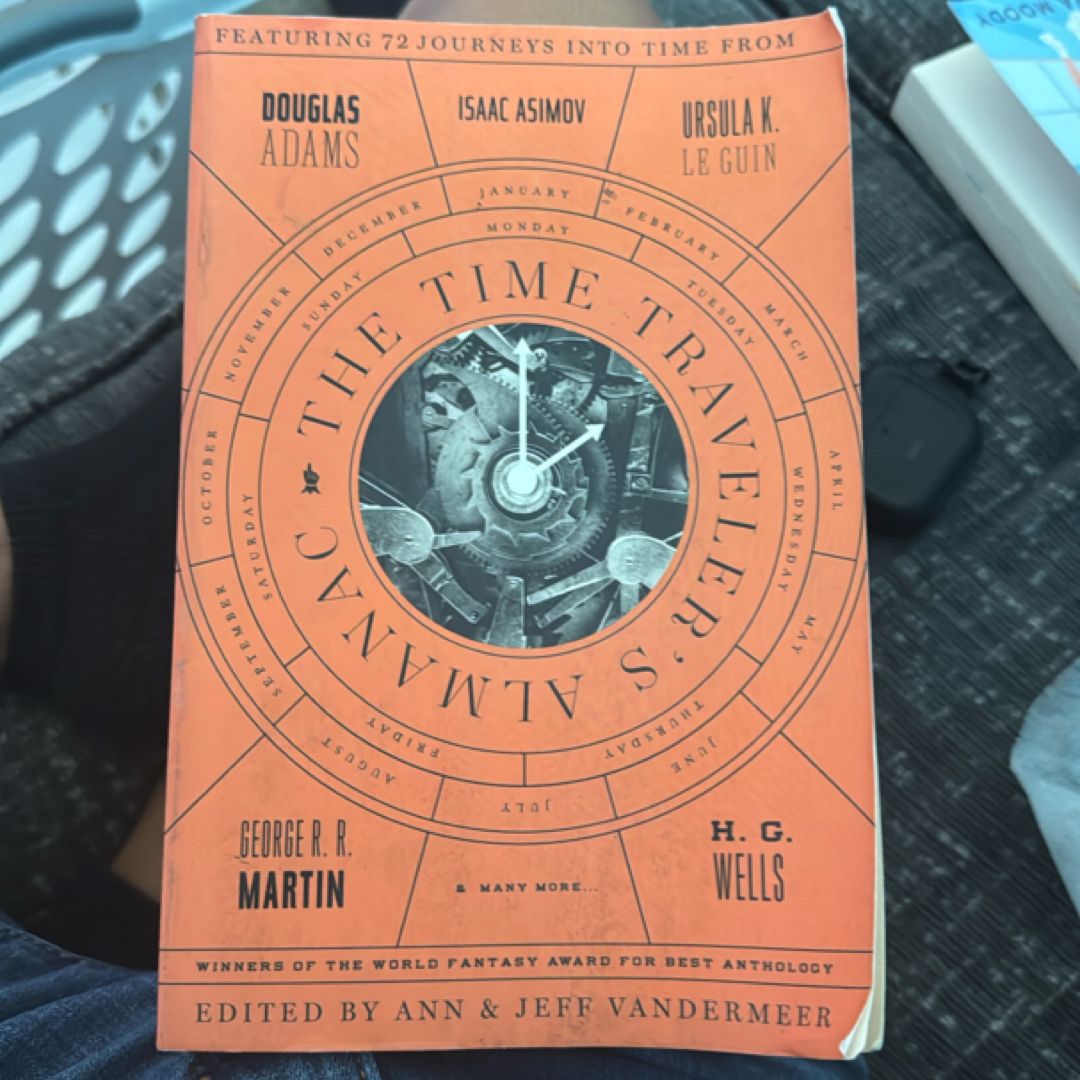 FEATURING 72 JOURNEYS INTO TIME FROM
DOUGLAS
ADAMS
ISAAC ASIMOV
URSULA K.
LE GUIN
JANUARY
FEBRUARY
MARCH
APRIL
MAY
JUNE
JULY
AUGUST
SEPTEMBER
OCTOBER
NOVEMBER
DECEMBER
MONDAY
TUESDAY
WEDNESDAY
THURSDAY
FRIDAY
SATURDAY
SUNDAY
THE TIME TRAVELER'S ALMANAC
GEORGE R. R.
MARTIN
& MANY MORE...
H. G.
WELLS
WINNERS OF THE WORLD FANTASY AWARD FOR BEST ANTHOLOGY
EDITED BY ANN & JEFF VANDERMEER
MOODY